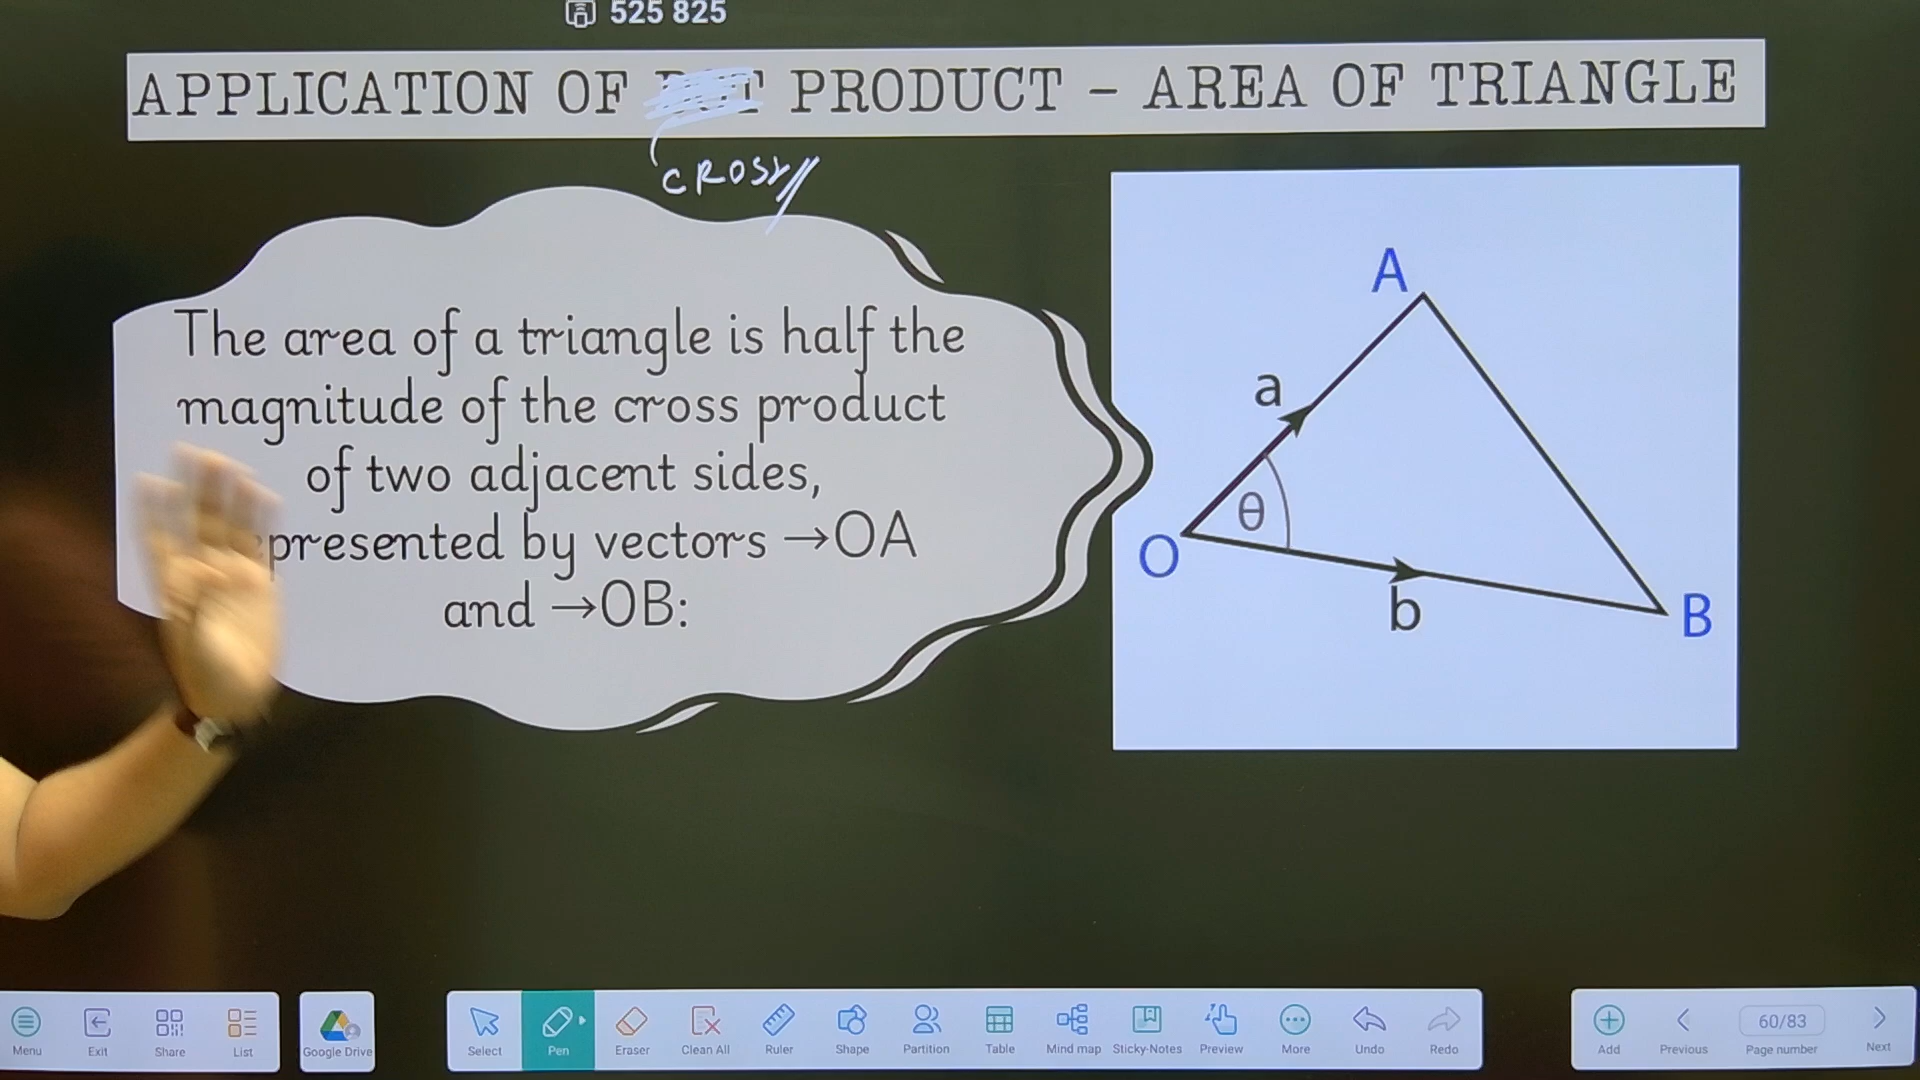 525 825
APPLICATION OF PRODUCT – AREA OF TRIANGLE
CROSS
The area of a triangle is half the
magnitude of the cross product
of two adjacent sides,
presented by vectors →OA
and →OB:
A
a
θ
O
b
B
Menu Exit Share List Google Drive Select Pen Eraser Clean All Ruler Shape Partition Table Mind map Sticky-Notes Preview More Undo Redo Add Previous 60/83 Page number Next